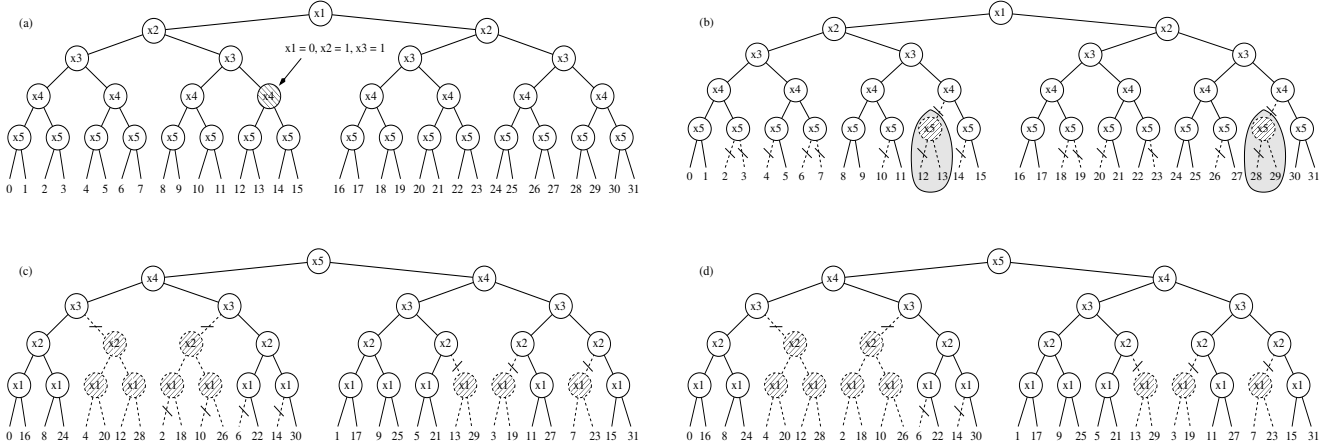 (a)
x1
x2 x2
x1 = 0, x2 = 1, x3 = 1
x3 x3 x3 x3
x4 x4 x4 x4 x4 x4 x4 x4
x5 x5 x5 x5 x5 x5 x5 x5 x5 x5 x5 x5 x5 x5 x5 x5
0 1 2 3 4 5 6 7 8 9 10 11 12 13 14 15 16 17 18 19 20 21 22 23 24 25 26 27 28 29 30 31
(b)
x1
x2 x2
x3 x3 x3 x3
x4 x4 x4 x4 x4 x4 x4 x4
x5 x5 x5 x5 x5 x5 x5 x5 x5 x5 x5 x5 x5 x5 x5 x5
0 1 2 3 4 5 6 7 8 9 10 11 12 13 14 15 16 17 18 19 20 21 22 23 24 25 26 27 28 29 30 31
(c)
x5
x4 x4
x3 x3 x3 x3
x2 x2 x2 x2 x2 x2 x2 x2
x1 x1 x1 x1 x1 x1 x1 x1 x1 x1 x1 x1 x1 x1 x1 x1
0 16 8 24 4 20 12 28 2 18 10 26 6 22 14 30 1 17 9 25 5 21 13 29 3 19 11 27 7 23 15 31
(d)
x5
x4 x4
x3 x3 x3 x3
x2 x2 x2 x2 x2 x2 x2 x2
x1 x1 x1 x1 x1 x1 x1 x1 x1 x1 x1 x1 x1 x1 x1 x1
0 16 8 24 4 20 12 28 2 18 10 26 6 22 14 30 1 17 9 25 5 21 13 29 3 19 11 27 7 23 15 31